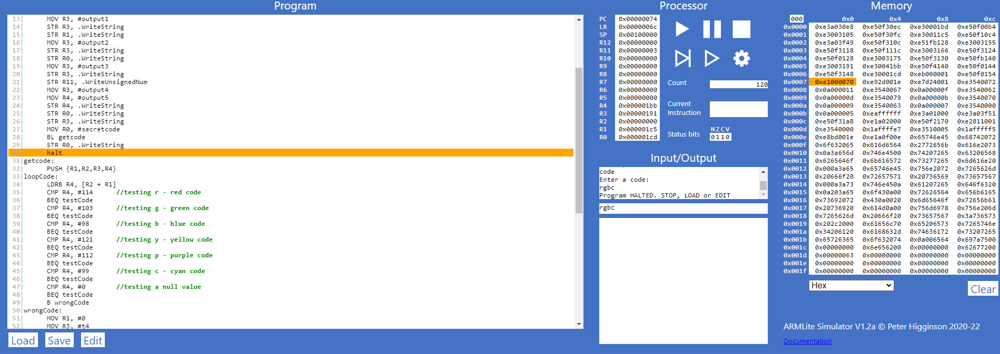 Program
13|      MOV R3, #output1
14|      STR R3, .WriteString
15|      STR R1, .WriteString
16|      MOV R3, #output2
17|      STR R3, .WriteString
18|      STR R0, .WriteString
19|      MOV R3, #output3
20|      STR R3, .WriteString
21|      STR R11, .WriteUnsignedNum
22|      MOV R3, #output4
23|      MOV R4, #output5
24|      STR R4, .WriteString
25|      STR R0, .WriteString
26|      STR R3, .WriteString
27|      MOV R0, #secretcode
28|      BL getcode
29|      STR R0, .WriteString
30|      halt
31|getcode:
32|      PUSH {R1,R2,R3,R4}
33|loopCode:
34|      LDRB R4, [R2 + R1]
35|      CMP R4, #114      //testing r - red code
36|      BEQ testCode
37|      CMP R4, #103      //testing g - green code
38|      BEQ testCode
39|      CMP R4, #98       //testing b - blue code
40|      BEQ testCode
41|      CMP R4, #121      //testing y - yellow code
42|      BEQ testCode
43|      CMP R4, #112      //testing p - purple code
44|      BEQ testCode
45|      CMP R4, #99       //testing c - cyan code
46|      BEQ testCode
47|      CMP R4, #0        //testing a null value
48|      BEQ testCode
49|      B wrongCode
50|wrongCode:
51|      MOV R1, #0
52|      MOV R3, #t4
Load Save Edit
Processor
PC 0x00000074
LR 0x0000006c
SP 0x00100000
R12 0x00000000
R11 0x00000003
R10 0x00000000
R9 0x00000000
R8 0x00000000
R7 0x00000000
R6 0x00000000
R5 0x00000000
R4 0x000001bb
R3 0x00000191
R2 0x00000000
R1 0x000001c5
R0 0x000001cd
Count 120
Current
Instruction
Status bits
NZCV
0110
Input/Output
code
Enter a code:
rgbc
Program HALTED. STOP, LOAD or EDIT
rgbc
Memory
000 0x0 0x4 0x8 0xc
0x0000 0xe3a030e8 0xe50f30ec 0xe30001bd 0xe50f00b4
0x0001 0xe3003105 0xe50f30fc 0xe30011c5 0xe50f10c4
0x0002 0xe3a03f49 0xe50f310c 0xe51fb128 0xe3003155
0x0003 0xe50f3118 0xe50f111c 0xe3003166 0xe50f3124
0x0004 0xe50f0128 0xe3003175 0xe50f3130 0xe50fb140
0x0005 0xe3003191 0xe30041bb 0xe50f4140 0xe50f0144
0x0006 0xe50f3148 0xe30001cd 0xeb000001 0xe50f0154
0x0007 0xe1000070 0xe92d001e 0xe7d24001 0xe3540072
0x0008 0x0a000011 0xe3540067 0x0a00000f 0xe3540062
0x0009 0x0a00000d 0xe3540079 0x0a00000b 0xe3540070
0x000a 0x0a000009 0xe3540063 0x0a000007 0xe3540000
0x000b 0x0a000005 0xeaffffff 0xe3a01000 0xe3a03f51
0x000c 0xe50f31a8 0xe1a02000 0xe50f2170 0xe2811001
0x000d 0xe3540000 0x1affffe7 0xe3510005 0x1afffff5
0x000e 0xe8bd001e 0xe1a0f00e 0x65746e45 0x68742072
0x000f 0x6f632065 0x616d6564 0x2772656b 0x616e2073
0x0010 0x0a3a656d 0x746e4500 0x74207265 0x63206568
0x0011 0x6265646f 0x6b616572 0x73277265 0x6d616e20
0x0012 0x000a3a65 0x65746e45 0x756e2072 0x7265626d
0x0013 0x20666f20 0x72657571 0x20736569 0x73657567
0x0014 0x000a3a73 0x746e450a 0x61207265 0x646f6320
0x0015 0x0a203a65 0x6f430a00 0x72626564 0x656b6165
0x0016 0x73692072 0x430a0020 0x6d65646f 0x72656b61
0x0017 0x20736920 0x614d0a00 0x756d6978 0x756e206d
0x0018 0x7265626d 0x20666f20 0x73657567 0x3a736573
0x0019 0x202c2000 0x61656c70 0x65206573 0x7265746e
0x001a 0x34206120 0x6168632d 0x74636172 0x73207265
0x001b 0x65726365 0x6f632074 0x0a006564 0x697a7500
0x001c 0x00000000 0x6e656200 0x00000000 0x62677200
0x001d 0x00000063 0x00000000 0x00000000 0x00000000
0x001e 0x00000000 0x00000000 0x00000000 0x00000000
0x001f 0x00000000 0x00000000 0x00000000 0x00000000
Hex
Clear
ARMLite Simulator V1.2a © Peter Higginson 2020-22
Documentation